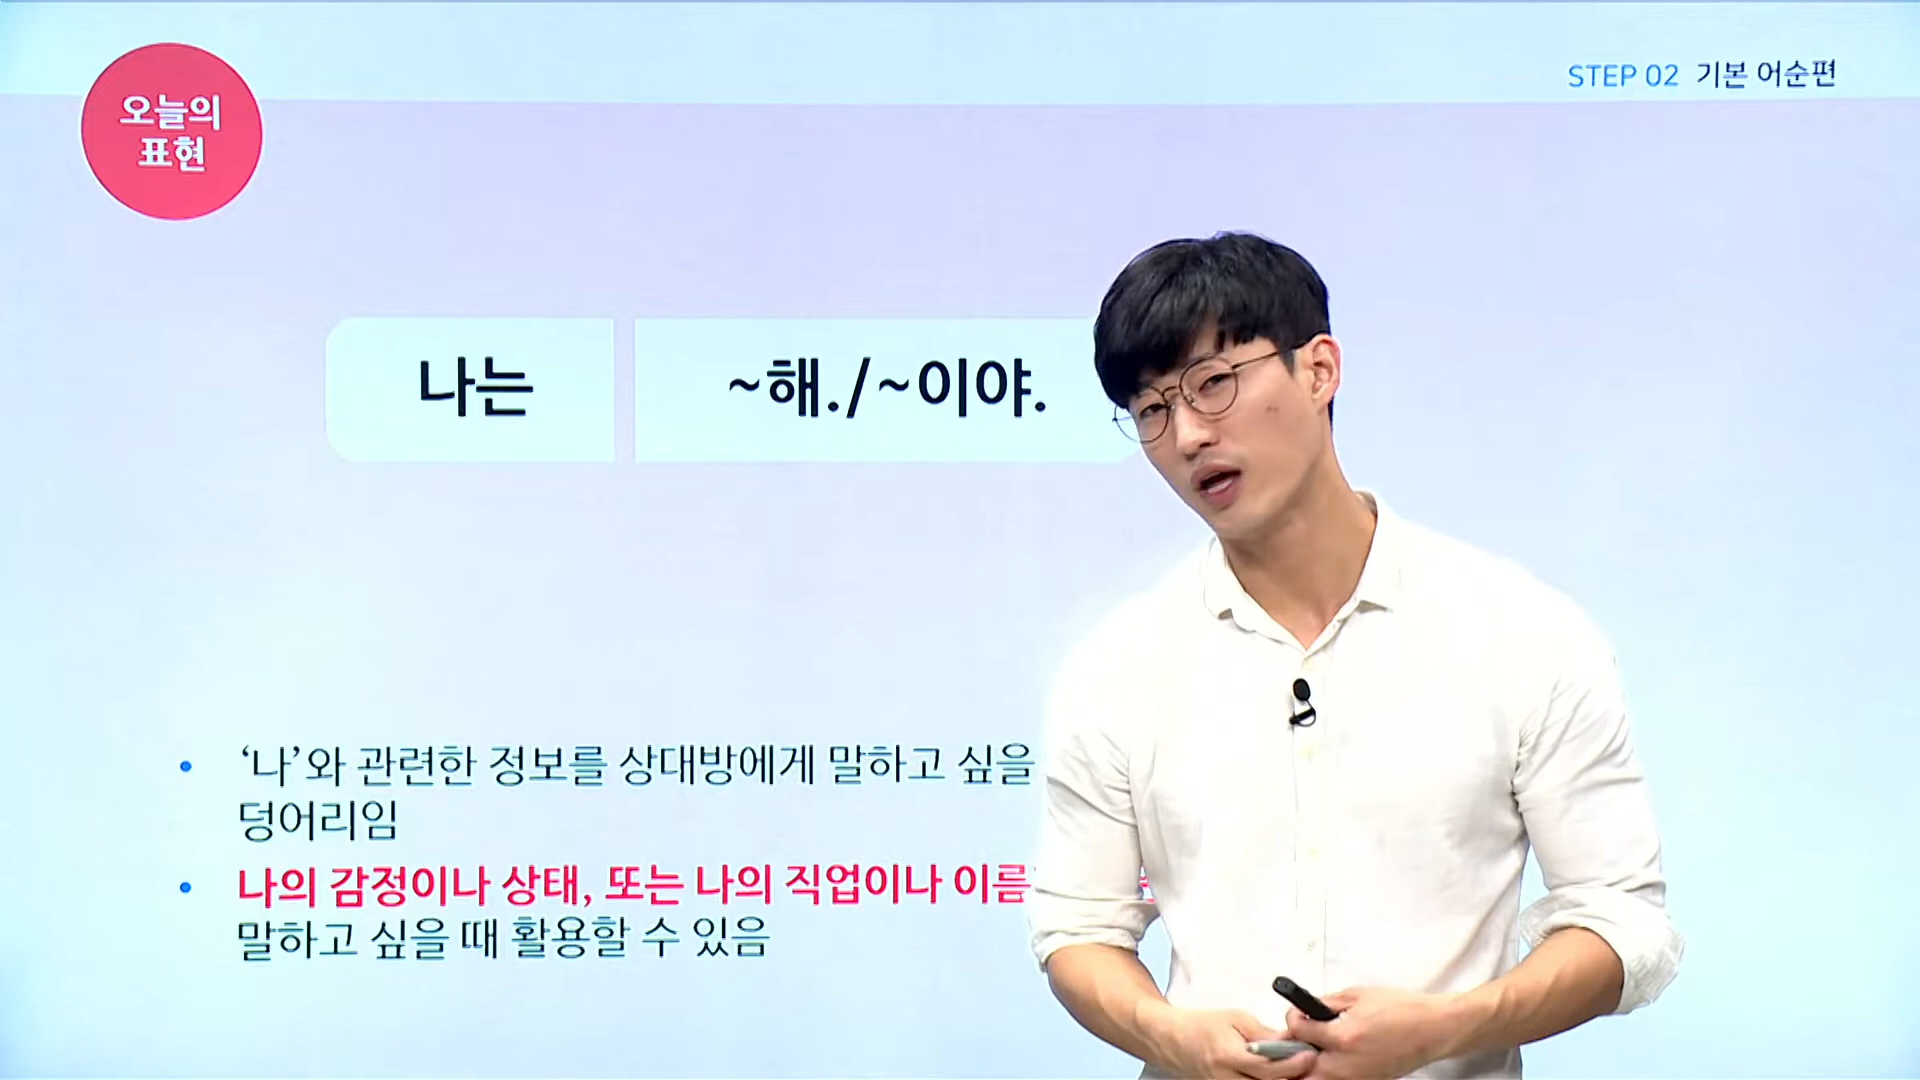 오늘의
표현
STEP 02 기본 어순편
나는
~해./~이야.
‘나’와 관련한 정보를 상대방에게 말하고 싶을
덩어리임
나의 감정이나 상태, 또는 나의 직업이나 이름
말하고 싶을 때 활용할 수 있음